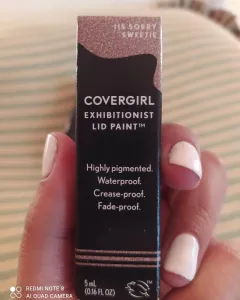 115 SORRY
SWEETIE
COVERGIRL
EXHIBITIONIST
LID PAINT™
Highly pigmented.
Waterproof.
Crease-proof.
Fade-proof.
5 mL
(0.16 FL OZ)
REDMI NOTE 8
AI QUAD CAMERA